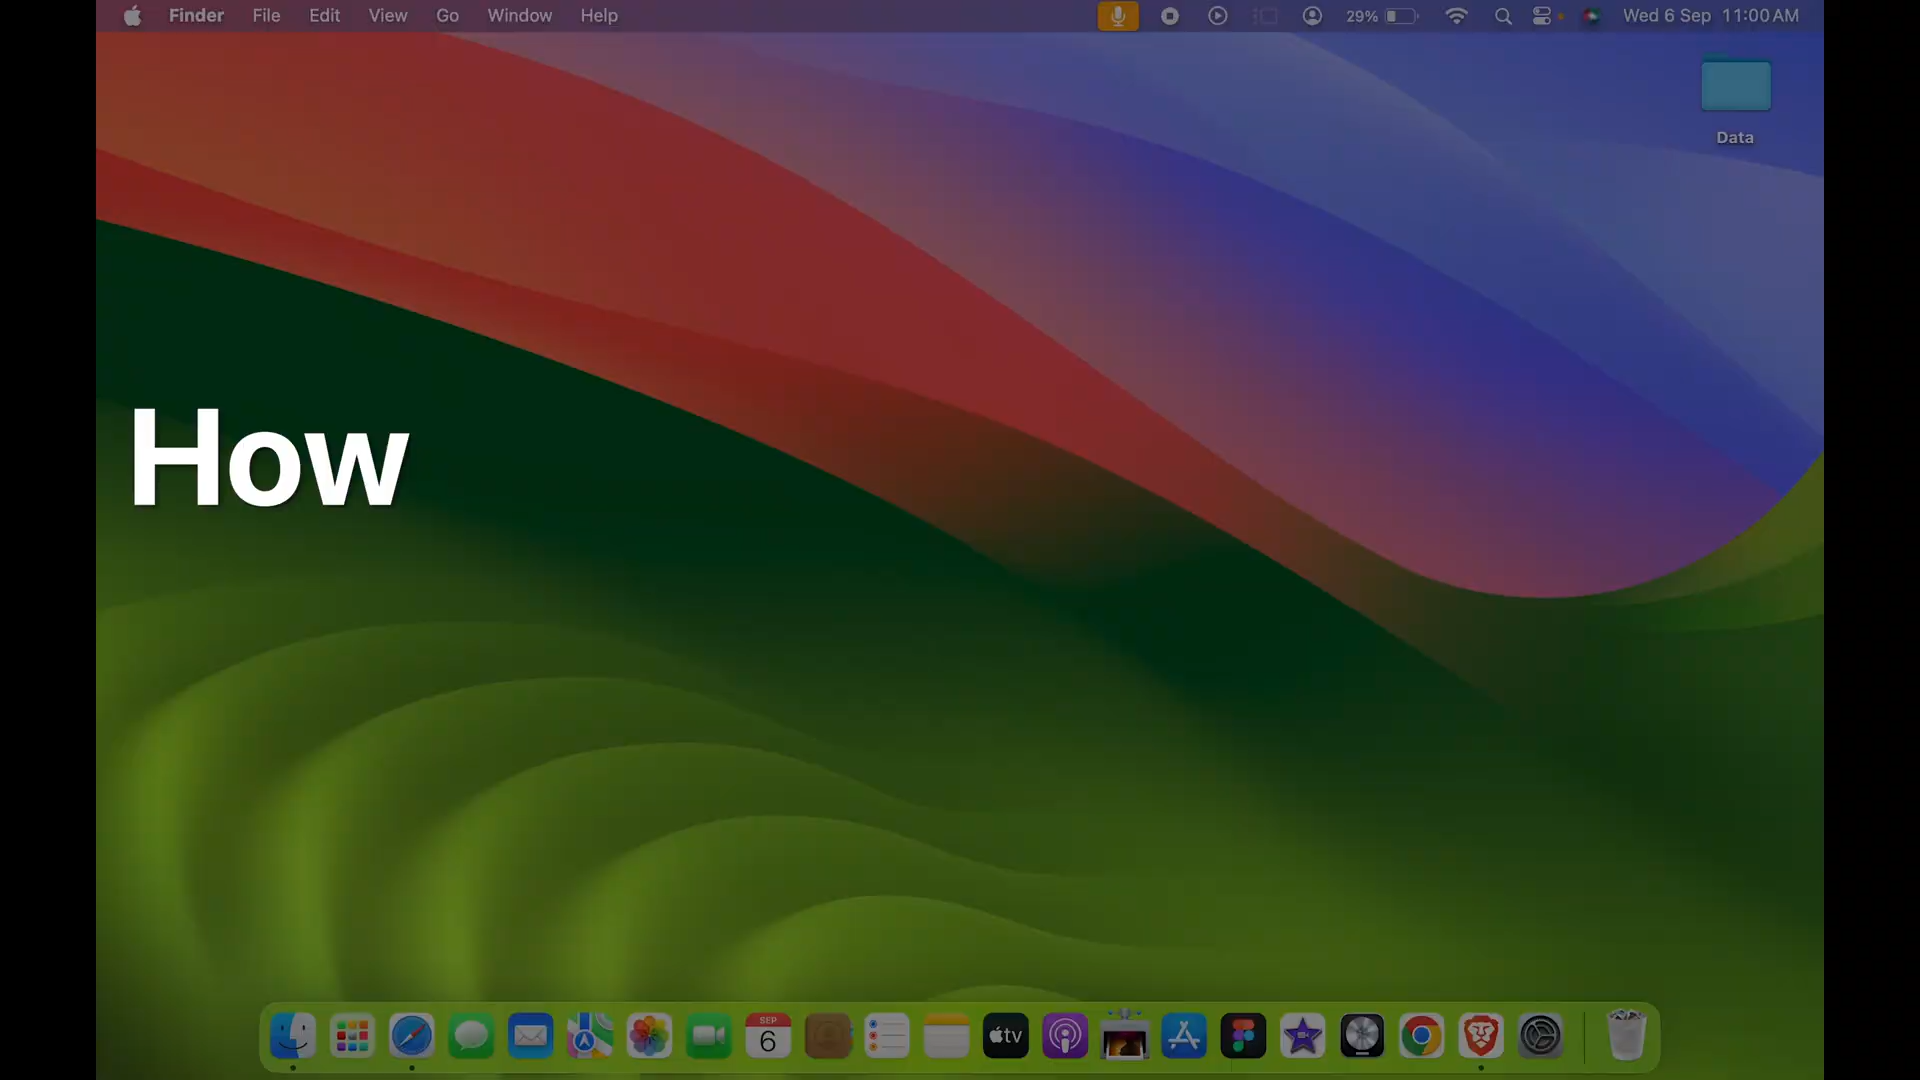 Finder File Edit View Go Window Help 29% Wed 6 Sep 11:00 AM
Data
How
SEP
6
tv